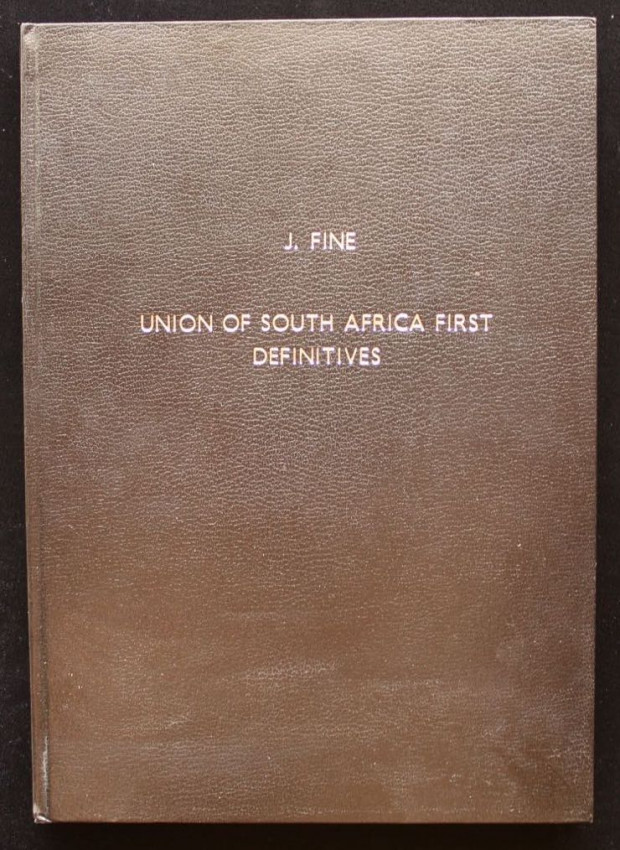 J. FINE
UNION OF SOUTH AFRICA FIRST
DEFINITIVES